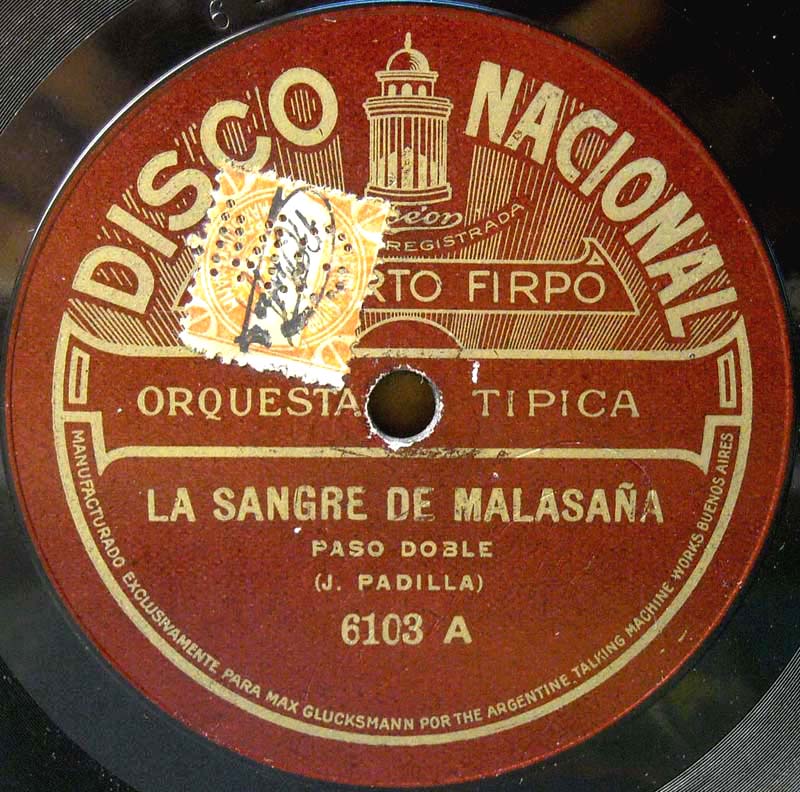 DISCO NACIONAL
REGISTRADA
RTO FIRPO
ORQUESTA TIPICA
LA SANGRE DE MALASAÑA
PASO DOBLE
(J. PADILLA)
6103 A
MANUFACTURADO EXCLUSIVAMENTE PARA MAX GLUCKSMANN POR THE ARGENTINE TALKING MACHINE WORKS BUENOS AIRES